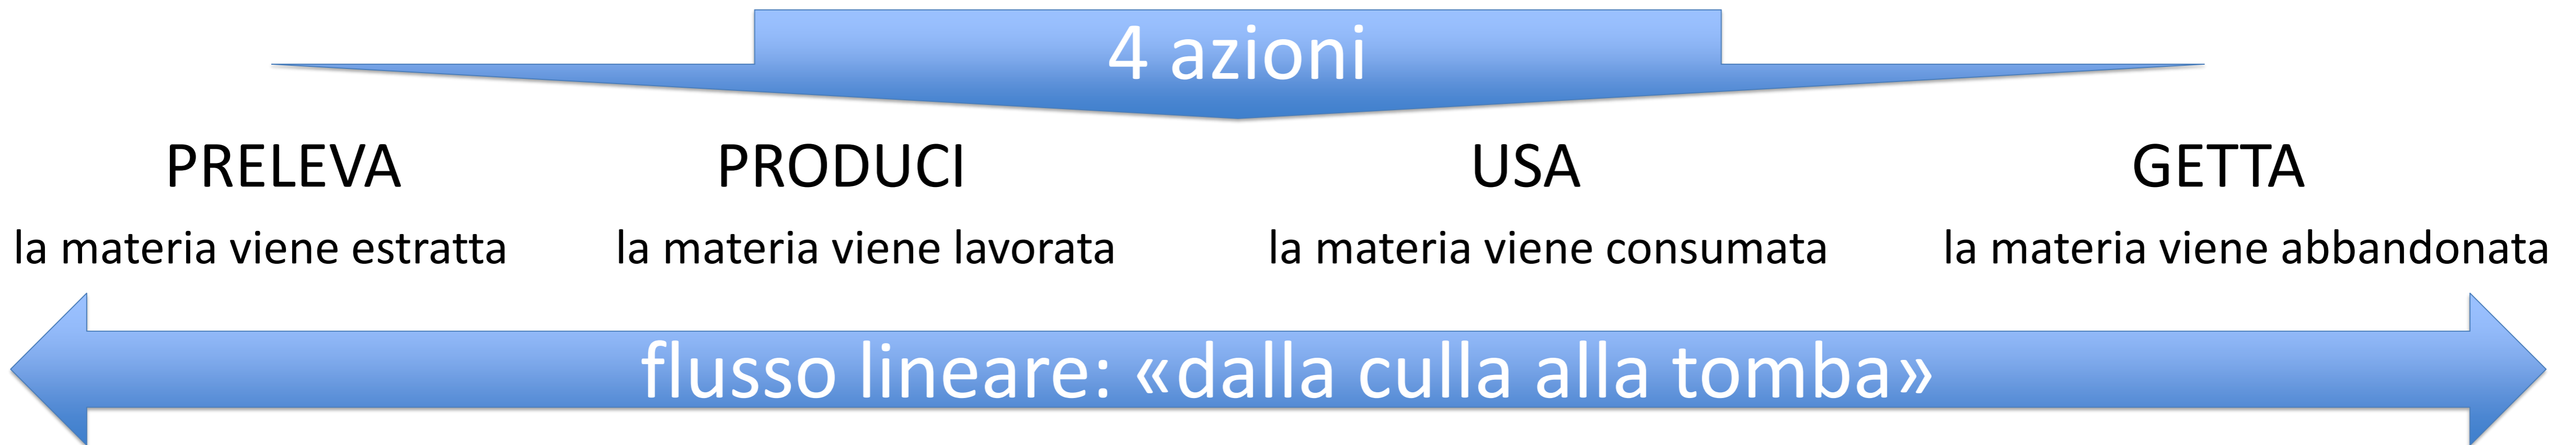 4 azioni
PRELEVA PRODUCI USA GETTA
la materia viene estratta la materia viene lavorata la materia viene consumata la materia viene abbandonata
flusso lineare: «dalla culla alla tomba»